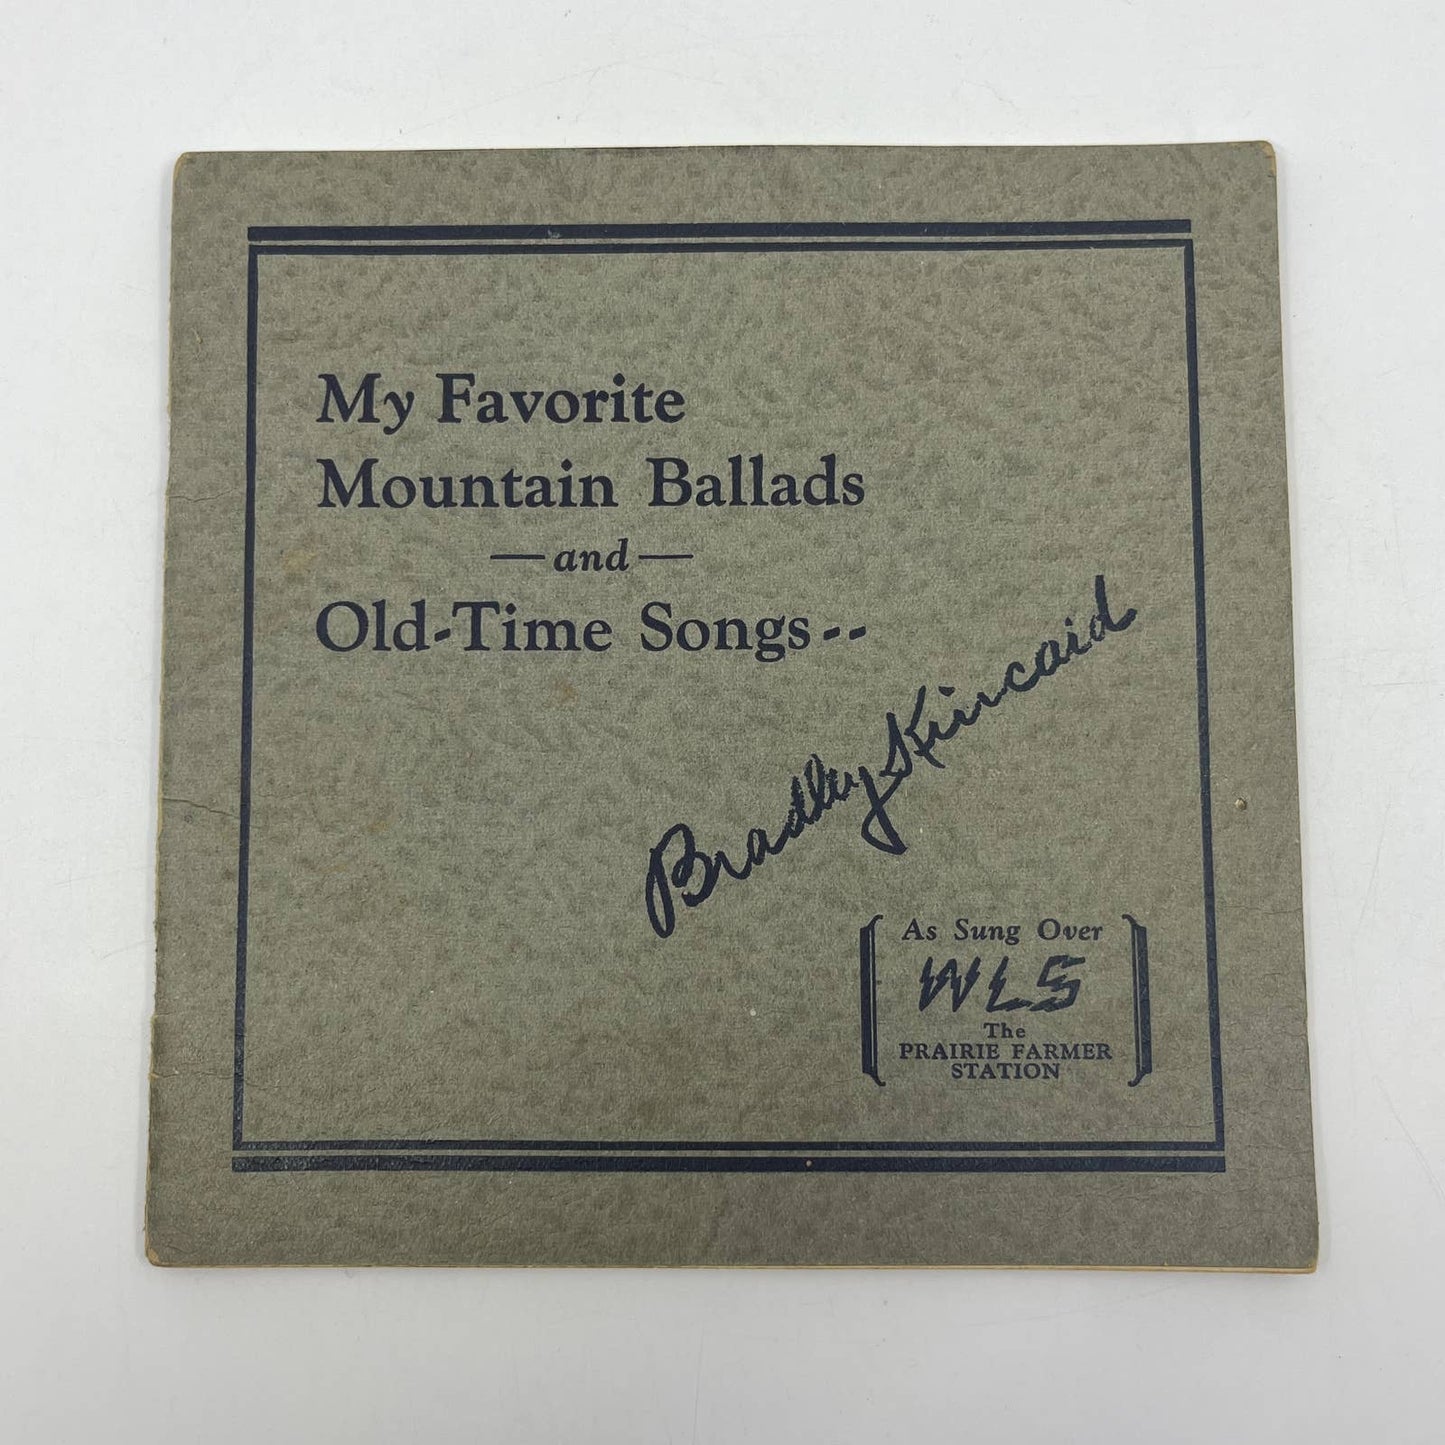 My Favorite
Mountain Ballads
—and—
Old-Time Songs--
Bradley Kincaid
As Sung Over
WLS
The
PRAIRIE FARMER
STATION